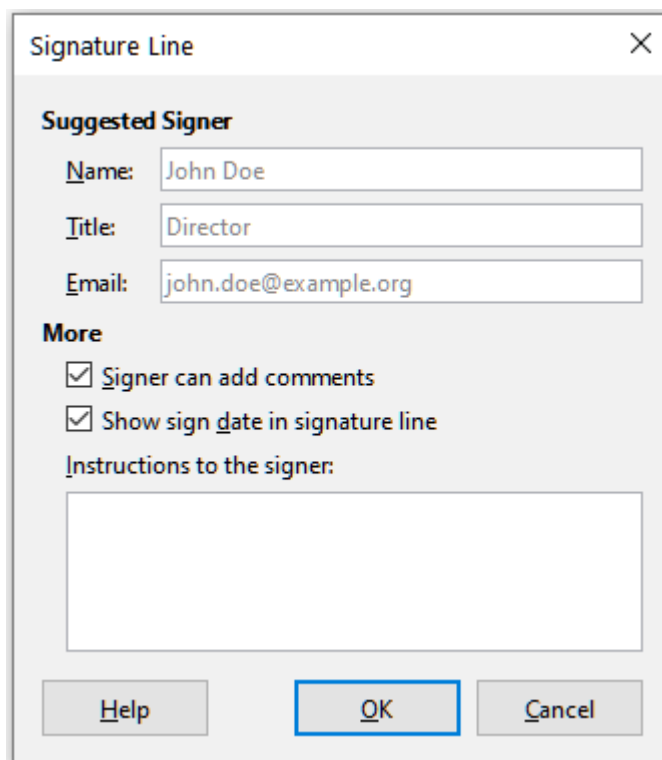 Signature Line
Suggested Signer
Name: John Doe
Title: Director
Email: john.doe@example.org
More
Signer can add comments
Show sign date in signature line
Instructions to the signer:
Help OK Cancel